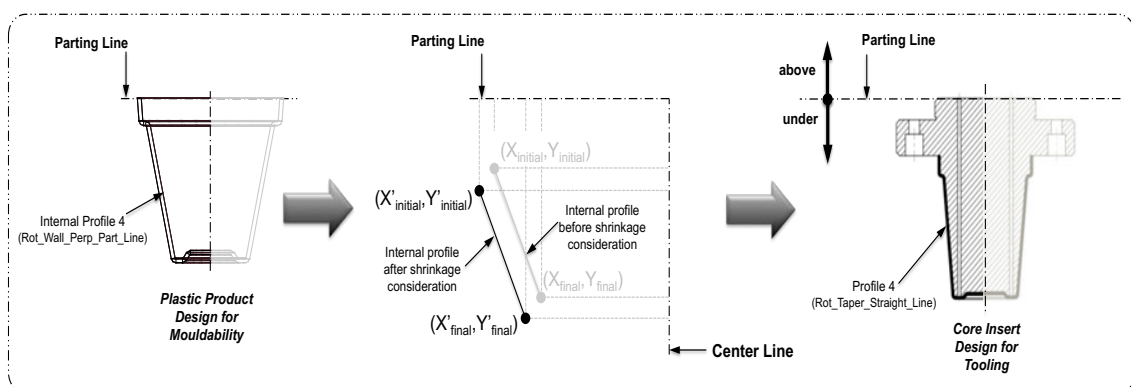 Parting Line
Internal Profile 4
(Rot_Wall_Perp_Part_Line)
Plastic Product
Design for
Mouldability
Parting Line
(Xinitial,Yinitial)
(X'initial,Y'initial)
Internal profile
before shrinkage
consideration
Internal profile
after shrinkage
consideration
(Xfinal,Yfinal)
(X'final,Y'final)
Center Line
above
under
Parting Line
Profile 4
(Rot_Taper_Straight_Line)
Core Insert
Design for
Tooling